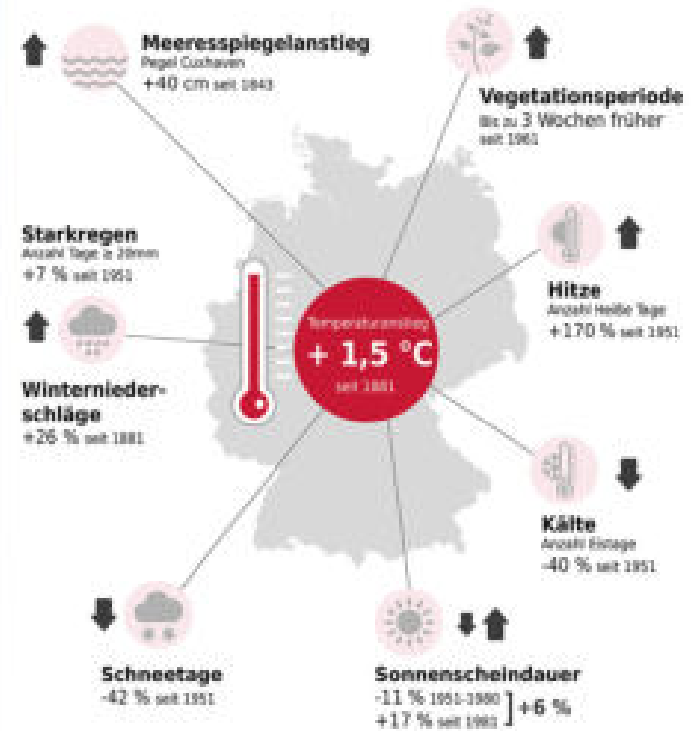 Meeresspiegelanstieg
Pegel Cuxhaven
+40 cm seit 1843
Vegetationsperiode
Bis zu 3 Wochen früher
seit 1961
Starkregen
Anzahl Tage ≥ 20mm
+7 % seit 1951
Hitze
Anzahl Heiße Tage
+170 % seit 1951
Temperaturanstieg
+ 1,5 °C
seit 1881
Winternieder-
schläge
+26 % seit 1881
Kälte
Anzahl Eistage
-40 % seit 1951
Schneetage
-42 % seit 1951
Sonnenscheindauer
-11 % 1951-1980
+17 % seit 1981
+6 %